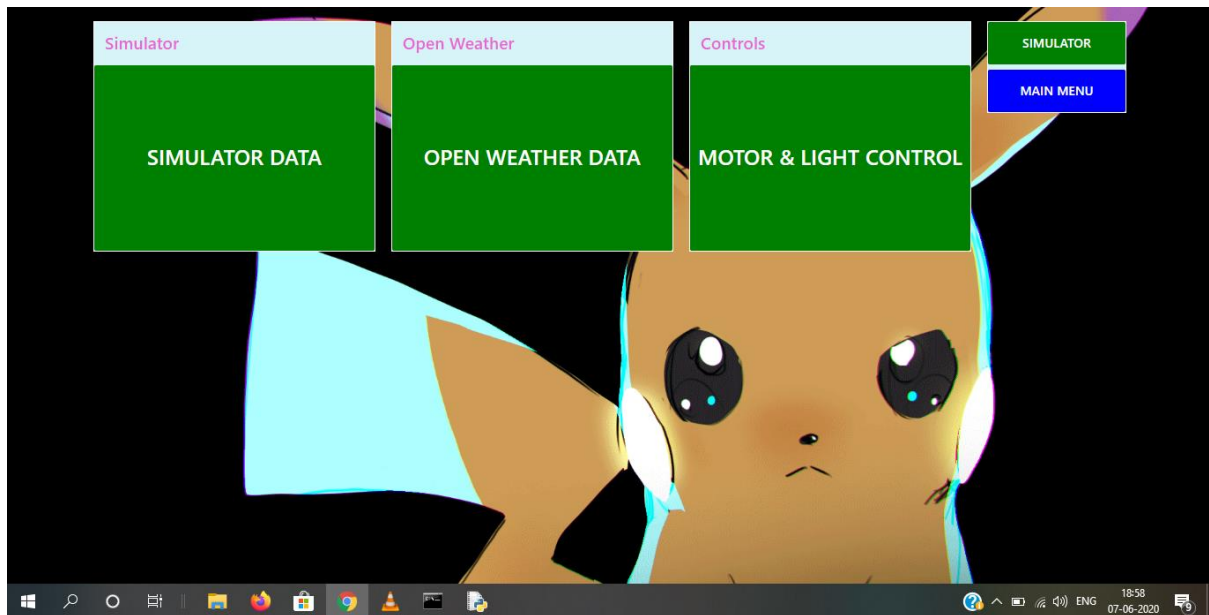 Simulator
Open Weather
Controls
SIMULATOR
MAIN MENU
SIMULATOR DATA
OPEN WEATHER DATA
MOTOR & LIGHT CONTROL
ENG
18:58
07-06-2020
9